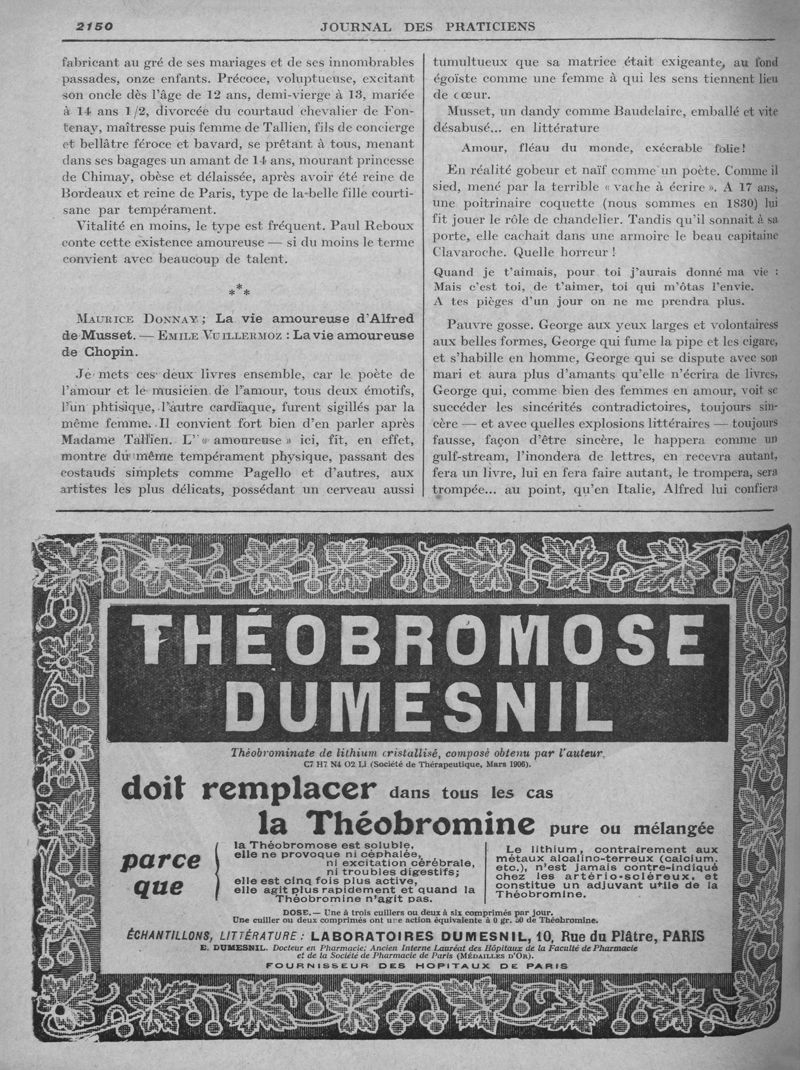 2150
JOURNAL DES PRATICIENS
fabricant au gré de ses mariages et de ses innombrables
passades, onze enfants. Précoce, voluptueuse, excitant
son oncle dès l'âge de 12 ans, demi-vierge à 13, mariée
à 14 ans 1/2, divorcée du courtaud chevalier de Fon-
tenay, maîtresse puis femme de Tallien, fils de concierge
et bellâtre féroce et bavard, se prêtant à tous, menant
dans ses bagages un amant de 14 ans, mourant princesse
de Chimay, obèse et délaissée, après avoir été reine de
Bordeaux et reine de Paris, type de la belle fille courti-
sane par tempérament.
Vitalité en moins, le type est fréquent. Paul Reboux
conte cette existence amoureuse — si du moins le terme
convient avec beaucoup de talent.
***
MAURICE DONNAY ; La vie amoureuse d'Alfred
de Musset. — EMILE VUILLERMOZ : La vie amoureuse
de Chopin.
Je mets ces deux livres ensemble, car le poète de
l'amour et le musicien de l'amour, tous deux émotifs,
l'un phtisique, l'autre cardiaque, furent sigillés par la
même femme. Il convient fort bien d'en parler après
Madame Tallien. L' « amoureuse » ici, fit, en effet,
montre du même tempérament physique, passant des
costauds simplets comme Pagello et d'autres, aux
artistes les plus délicats, possédant un cerveau aussi
tumultueux que sa matrice était exigeante, au fond
égoïste comme une femme à qui les sens tiennent lieu
de cœur.
Musset, un dandy comme Baudelaire, emballé et vite
désabusé... en littérature
Amour, fléau du monde, exécrable folie !
En réalité gobeur et naïf comme un poète. Comme il
sied, mené par la terrible « vache à écrire ». A 17 ans,
une poitrinaire coquette (nous sommes en 1830) lui
fit jouer le rôle de chandelier. Tandis qu'il sonnait à sa
porte, elle cachait dans une armoire le beau capitaine
Clavaroche. Quelle horreur !
Quand je t'aimais, pour toi j'aurais donné ma vie :
Mais c'est toi, de t'aimer, toi qui m'ôtas l'envie.
A tes pièges d'un jour on ne me prendra plus.
Pauvre gosse. George aux yeux larges et volontairess
aux belles formes, George qui fume la pipe et les cigare,
et s'habille en homme, George qui se dispute avec son
mari et aura plus d'amants qu'elle n'écrira de livres,
George qui, comme bien des femmes en amour, voit se
succéder les sincérités contradictoires, toujours sin-
cère — et avec quelles explosions littéraires — toujours
fausse, façon d'être sincère, le happera comme un
gulf-stream, l'inondera de lettres, en recevra autant,
fera un livre, lui en fera faire autant, le trompera, sera
trompée... au point, qu'en Italie, Alfred lui confiera
THÉOBROMOSE
DUMESNIL
Théobrominate de lithium cristallisé, composé obtenu par l'auteur.
C7 H7 N4 O2 Li (Société de Thérapeutique, Mars 1906).
doit remplacer dans tous les cas
la Théobromine pure ou mélangée
parce
que
la Théobromose est soluble,
elle ne provoque ni céphalée,
ni excitation cérébrale,
ni troubles digestifs;
elle est cinq fois plus active,
elle agit plus rapidement et quand la
Théobromine n'agit pas.
Le lithium, contrairement aux
métaux alcalino-terreux (calcium,
etc.), n'est jamais contre-indiqué
chez les artério-scléreux, et
constitue un adjuvant utile de la
Théobromine.
DOSE. — Une à trois cuillers ou deux à six comprimés par jour.
Une cuiller ou deux comprimés ont une action équivalente à 0 gr. 50 de Théobromine.
ÉCHANTILLONS, LITTÉRATURE : LABORATOIRES DUMESNIL, 10, Rue du Plâtre, PARIS
E. DUMESNIL. Docteur en Pharmacie; Ancien Interne Lauréat des Hôpitaux de la Faculté de Pharmacie
et de la Société de Pharmacie de Paris (MÉDAILLES D'OR).
FOURNISSEUR DES HOPITAUX DE PARIS